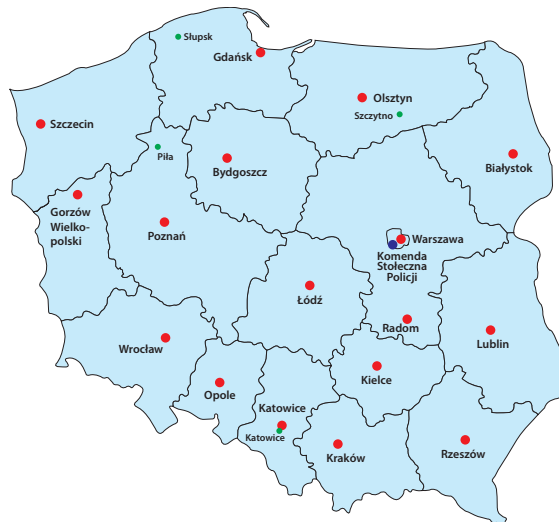 Słupsk
Gdańsk
Olsztyn
Szczytno
Szczecin
Piła
Bydgoszcz
Białystok
Gorzów
Wielko-
polski
Poznań
Warszawa
Komenda
Stołeczna
Policji
Łódź
Radom
Lublin
Wrocław
Kielce
Opole
Katowice
Katowice
Kraków
Rzeszów